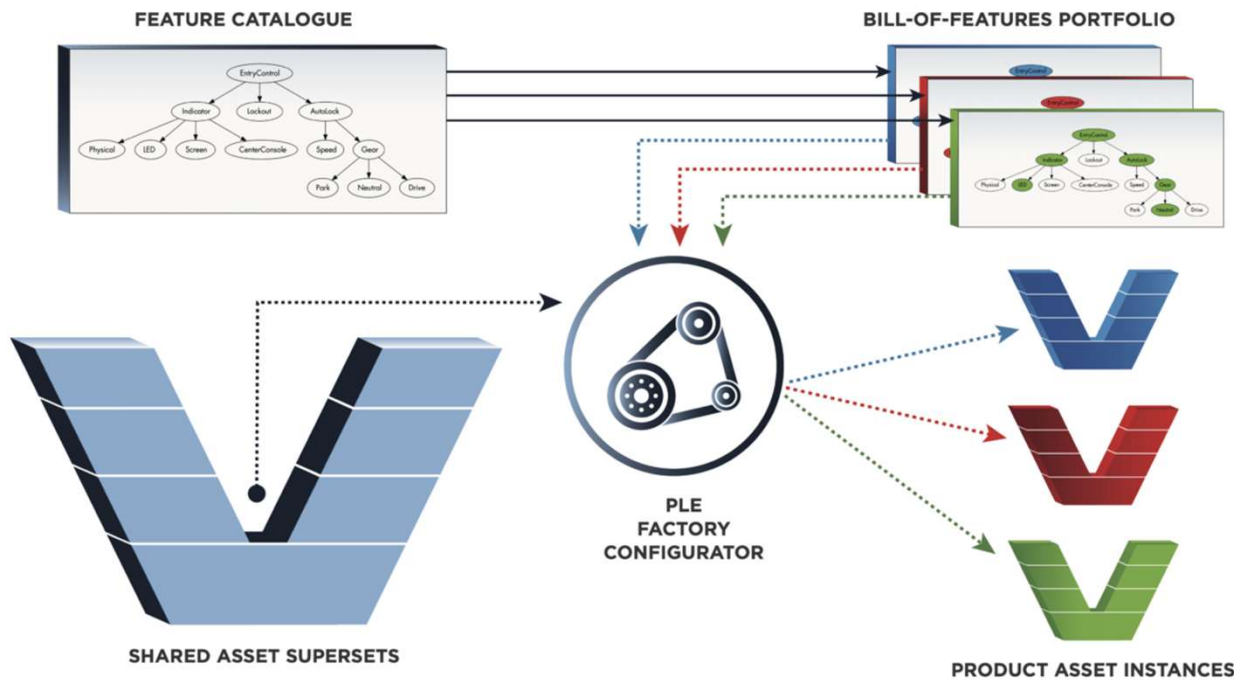 FEATURE CATALOGUE
BILL-OF-FEATURES PORTFOLIO
EntryControl
Indicator Lockout AutoLock
Physical LED Screen CenterConsole Speed Gear
Park Neutral Drive
EntryControl
EntryControl
EntryControl
Indicator Lockout AutoLock
Physical LED Screen CenterConsole Speed Gear
Park Neutral Drive
PLE
FACTORY
CONFIGURATOR
SHARED ASSET SUPERSETS
PRODUCT ASSET INSTANCES